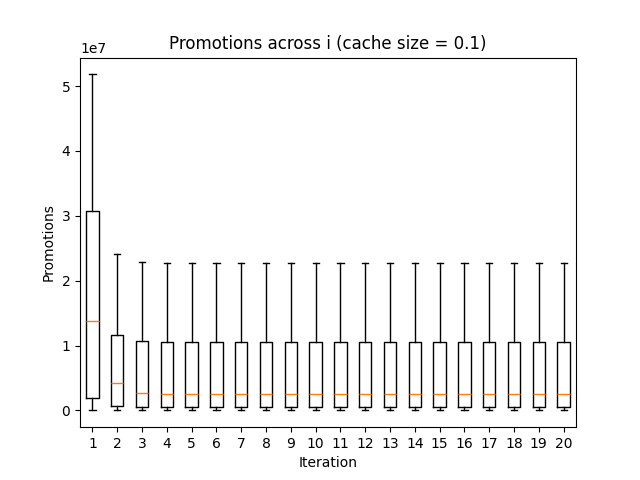 Promotions across i (cache size = 0.1)
1e7
5
4
3
2
1
0
Promotions
1 2 3 4 5 6 7 8 9 10 11 12 13 14 15 16 17 18 19 20
Iteration